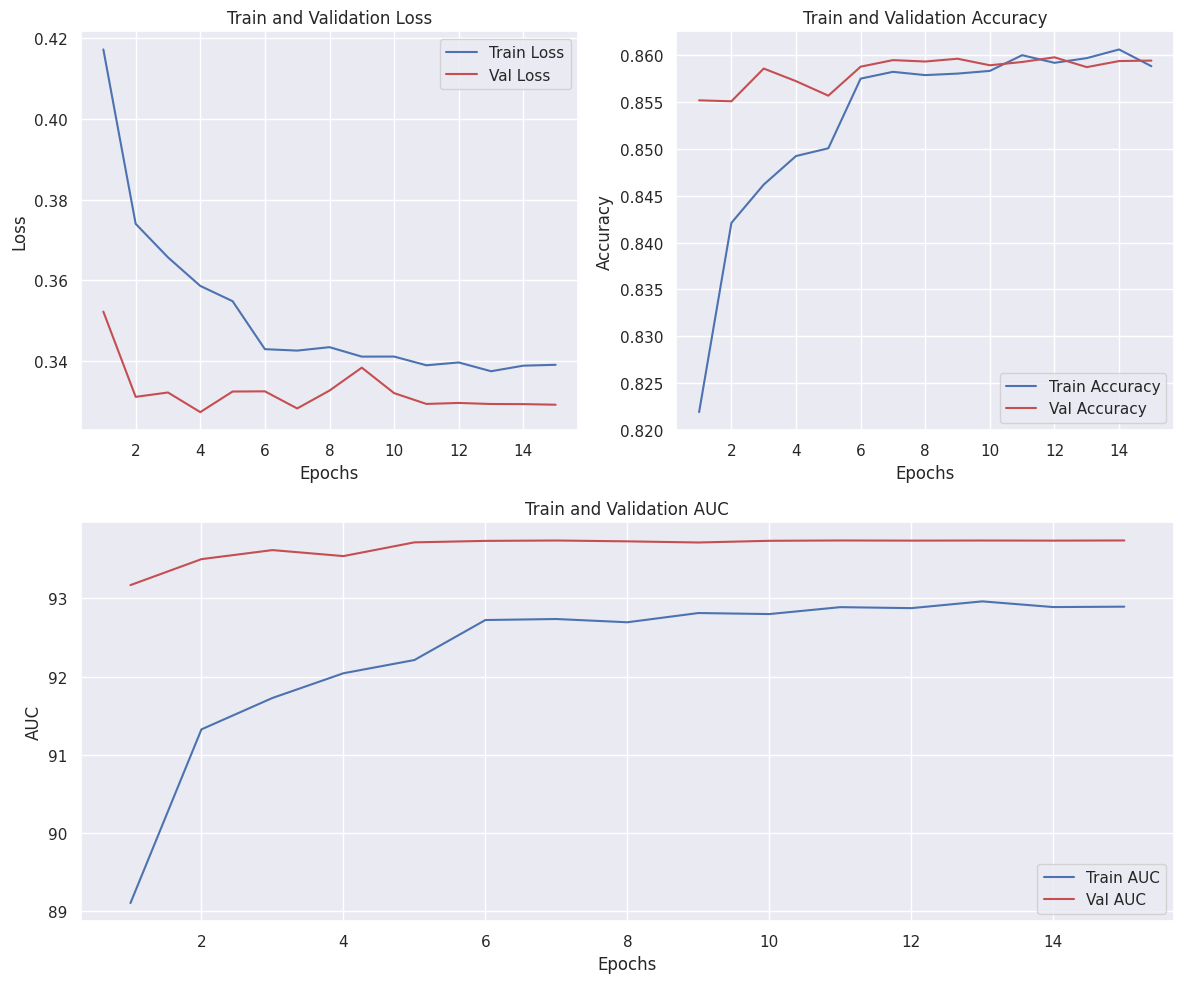 Train and Validation Loss
0.42
0.40
0.38
0.36
0.34
Loss
Train Loss
Val Loss
2 4 6 8 10 12 14
Epochs
Train and Validation Accuracy
0.860
0.855
0.850
0.845
0.840
0.835
0.830
0.825
0.820
Accuracy
Train Accuracy
Val Accuracy
2 4 6 8 10 12 14
Epochs
Train and Validation AUC
93
92
91
90
89
AUC
Train AUC
Val AUC
2 4 6 8 10 12 14
Epochs